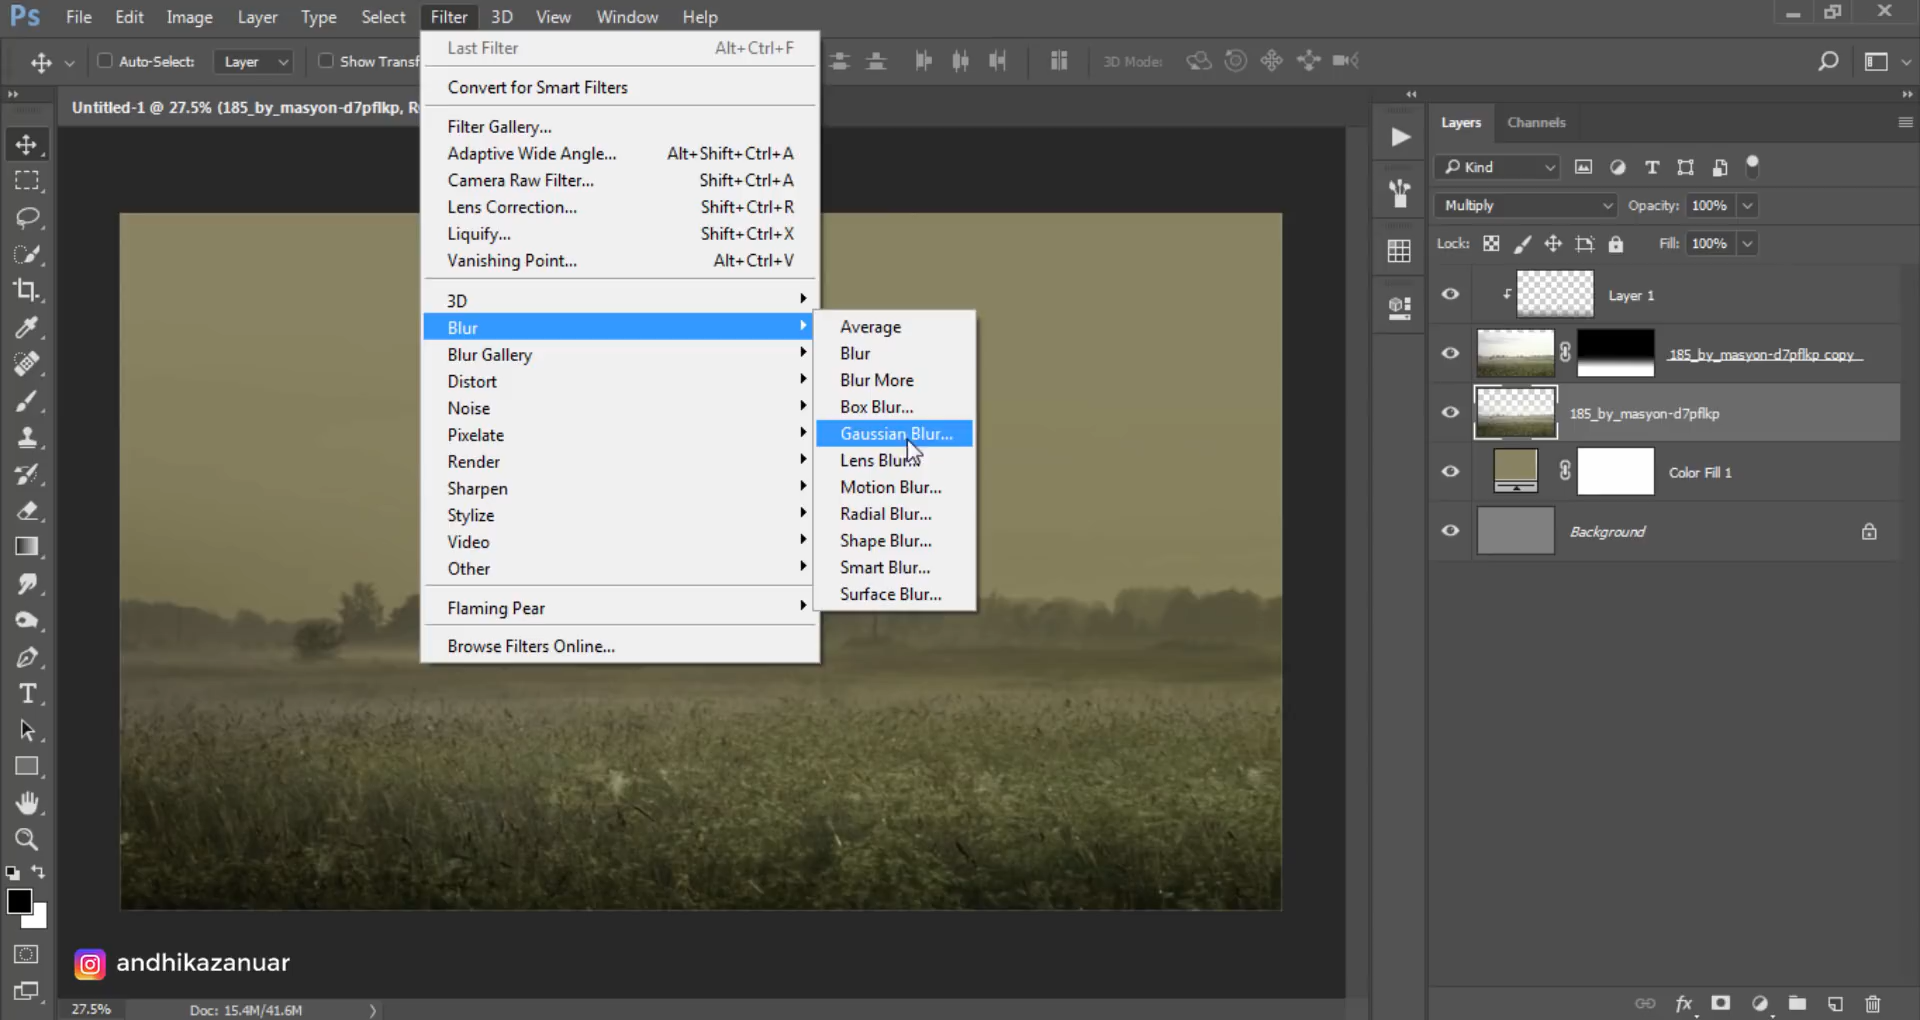 Ps File Edit Image Layer Type Select Filter 3D View Window Help
Auto-Select: Layer Show Transf 3D Mode:
Untitled-1 @ 27.5% (185_by_masyon-d7pflkp, R
Last Filter Alt+Ctrl+F
Convert for Smart Filters
Filter Gallery...
Adaptive Wide Angle... Alt+Shift+Ctrl+A
Camera Raw Filter... Shift+Ctrl+A
Lens Correction... Shift+Ctrl+R
Liquify... Shift+Ctrl+X
Vanishing Point... Alt+Ctrl+V
3D
Blur
Blur Gallery
Distort
Noise
Pixelate
Render
Sharpen
Stylize
Video
Other
Flaming Pear
Browse Filters Online...
Average
Blur
Blur More
Box Blur...
Gaussian Blur...
Lens Blur...
Motion Blur...
Radial Blur...
Shape Blur...
Smart Blur...
Surface Blur...
Layers Channels
Kind
Multiply Opacity: 100%
Lock: Fill: 100%
Layer 1
185_by_masyon-d7pflkp copy
185_by_masyon-d7pflkp
Color Fill 1
Background
fx
andhikazanuar
27.5% Doc: 15.4M/41.6M